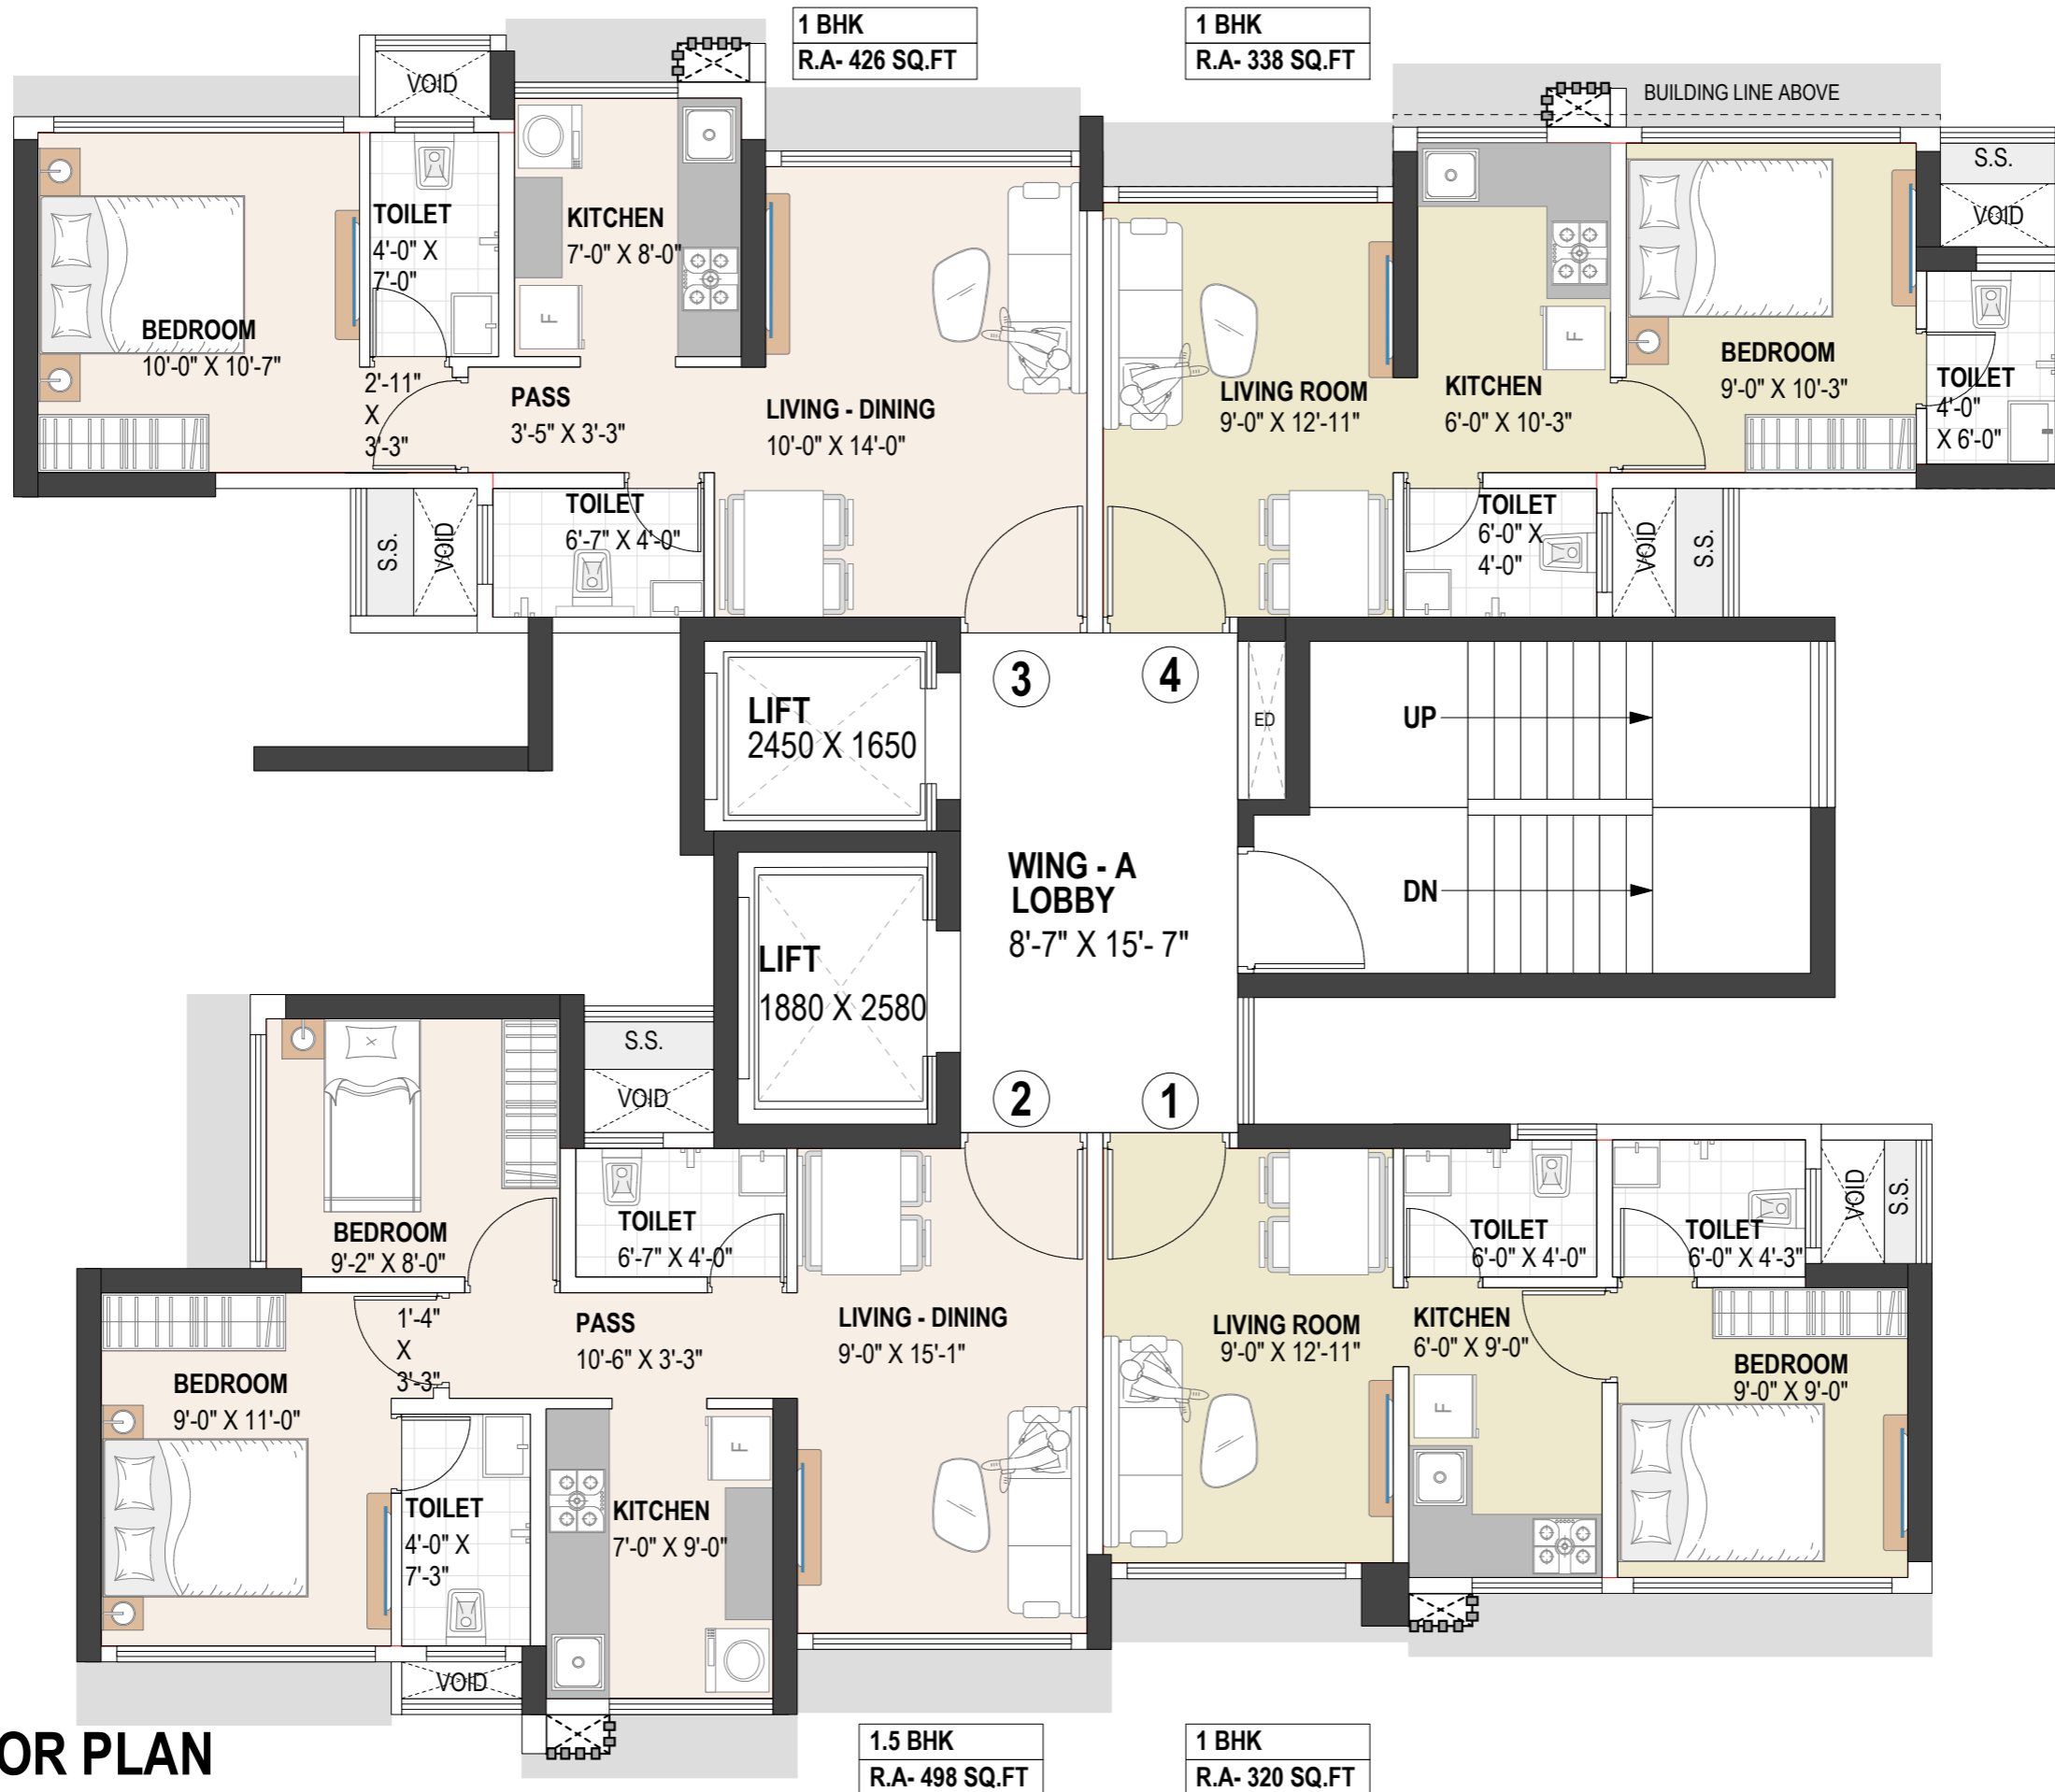 1 BHK
R.A- 426 SQ.FT
1 BHK
R.A- 338 SQ.FT
BUILDING LINE ABOVE
VOID
TOILET
4'-0" X
7'-0"
KITCHEN
7'-0" X 8'-0"
F
BEDROOM
10'-0" X 10'-7"
2'-11"
X
3'-3"
PASS
3'-5" X 3'-3"
LIVING - DINING
10'-0" X 14'-0"
TOILET
6'-7" X 4'-0"
S.S.
VOID
LIVING ROOM
9'-0" X 12'-11"
KITCHEN
6'-0" X 10'-3"
F
BEDROOM
9'-0" X 10'-3"
S.S.
VOID
TOILET
4'-0"
X 6'-0"
TOILET
6'-0" X
4'-0"
VOID
S.S.
3
4
LIFT
2450 X 1650
ED
UP
DN
WING - A
LOBBY
8'-7" X 15'- 7"
LIFT
1880 X 2580
2
1
S.S.
VOID
BEDROOM
9'-2" X 8'-0"
TOILET
6'-7" X 4'-0"
1'-4"
X
3'-3"
PASS
10'-6" X 3'-3"
LIVING - DINING
9'-0" X 15'-1"
BEDROOM
9'-0" X 11'-0"
TOILET
4'-0" X
7'-3"
F
KITCHEN
7'-0" X 9'-0"
VOID
TOILET
6'-0" X 4'-0"
TOILET
6'-0" X 4'-3"
VOID
S.S.
LIVING ROOM
9'-0" X 12'-11"
KITCHEN
6'-0" X 9'-0"
F
BEDROOM
9'-0" X 9'-0"
OR PLAN
1.5 BHK
R.A- 498 SQ.FT
1 BHK
R.A- 320 SQ.FT